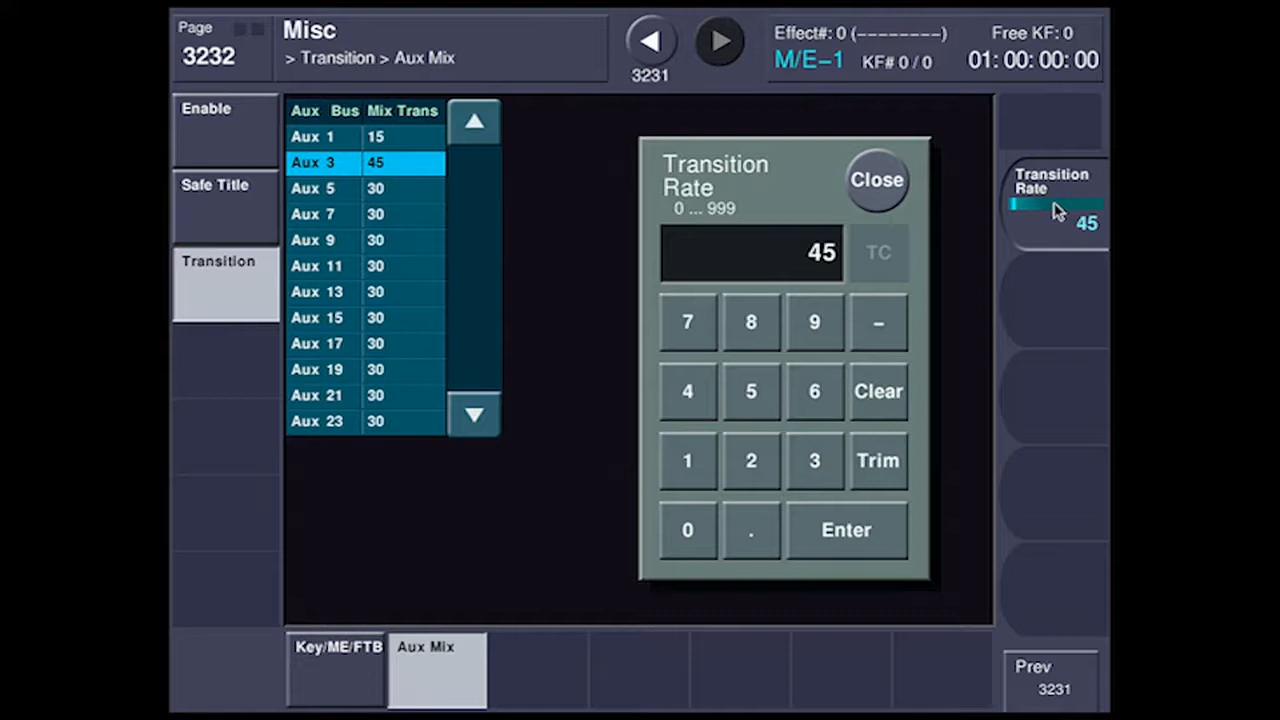 Page
3232
Misc
> Transition > Aux Mix
3231
Effect#: 0 (--------)
M/E-1 KF# 0 / 0
Free KF: 0
01: 00: 00: 00
Enable
Safe Title
Transition
Aux Bus Mix Trans
Aux 1 15
Aux 3 45
Aux 5 30
Aux 7 30
Aux 9 30
Aux 11 30
Aux 13 30
Aux 15 30
Aux 17 30
Aux 19 30
Aux 21 30
Aux 23 30
Transition
Rate
0 ... 999
Close
45
TC
7 8 9 –
4 5 6 Clear
1 2 3 Trim
0 . Enter
Transition
Rate
45
Key/ME/FTB
Aux Mix
Prev
3231